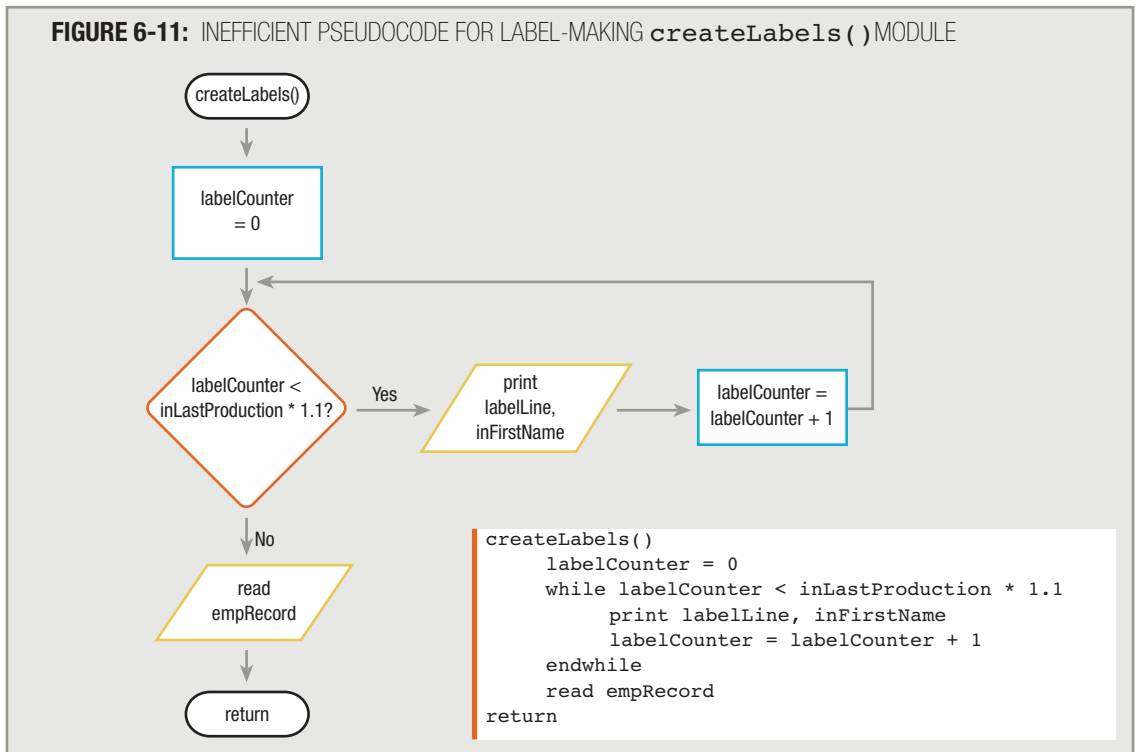 FIGURE 6-11: INEFFICIENT PSEUDOCODE FOR LABEL-MAKING createLabels()MODULE
createLabels()
labelCounter
= 0
labelCounter <
inLastProduction * 1.1?
Yes
print
labelLine,
inFirstName
labelCounter =
labelCounter + 1
No
read
empRecord
return
createLabels()
labelCounter = 0
while labelCounter < inLastProduction * 1.1
print labelLine, inFirstName
labelCounter = labelCounter + 1
endwhile
read empRecord
return